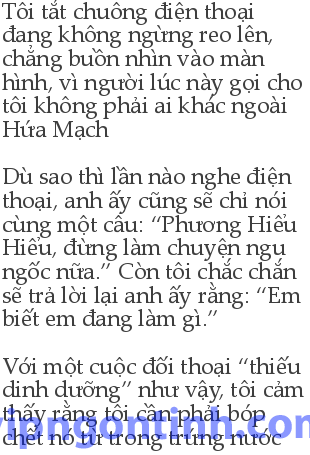 Tôi tắt chuông điện thoại
đang không ngừng reo lên,
chẳng buồn nhìn vào màn
hình, vì người lúc này gọi cho
tôi không phải ai khác ngoài
Hứa Mạch
Dù sao thì lần nào nghe điện
thoại, anh ấy cũng sẽ chỉ nói
cùng một câu: “Phương Hiểu
Hiểu, đừng làm chuyện ngu
ngốc nữa.” Còn tôi chắc chắn
sẽ trả lời lại anh ấy rằng: “Em
biết em đang làm gì.”
Với một cuộc đối thoại “thiếu
dinh dưỡng” như vậy, tôi cảm
thấy rằng tôi cần phải bóp
chết nó từ trong trứng nước
vipngontinh.com